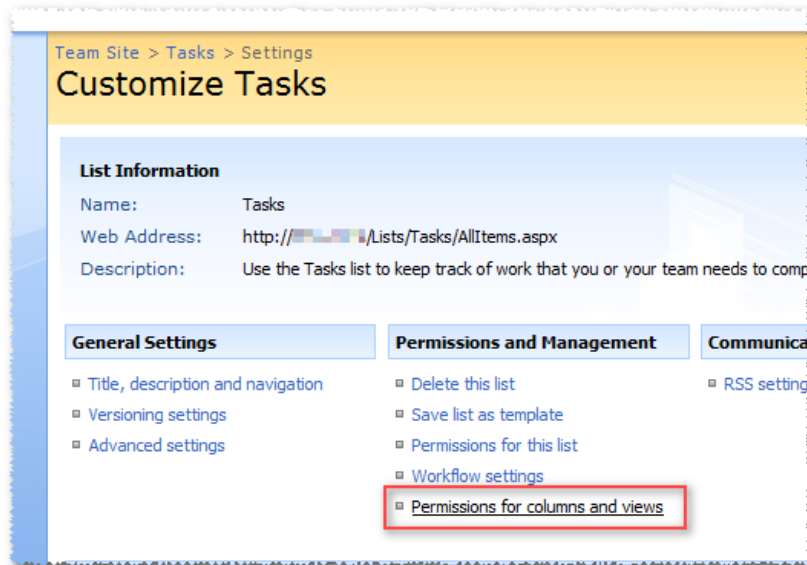 Team Site > Tasks > Settings
Customize Tasks
List Information
Name: Tasks
Web Address: http:// /Lists/Tasks/AllItems.aspx
Description: Use the Tasks list to keep track of work that you or your team needs to
General Settings
Title, description and navigation
Versioning settings
Advanced settings
Permissions and Management
Delete this list
Save list as template
Permissions for this list
Workflow settings
Permissions for columns and views
RSS